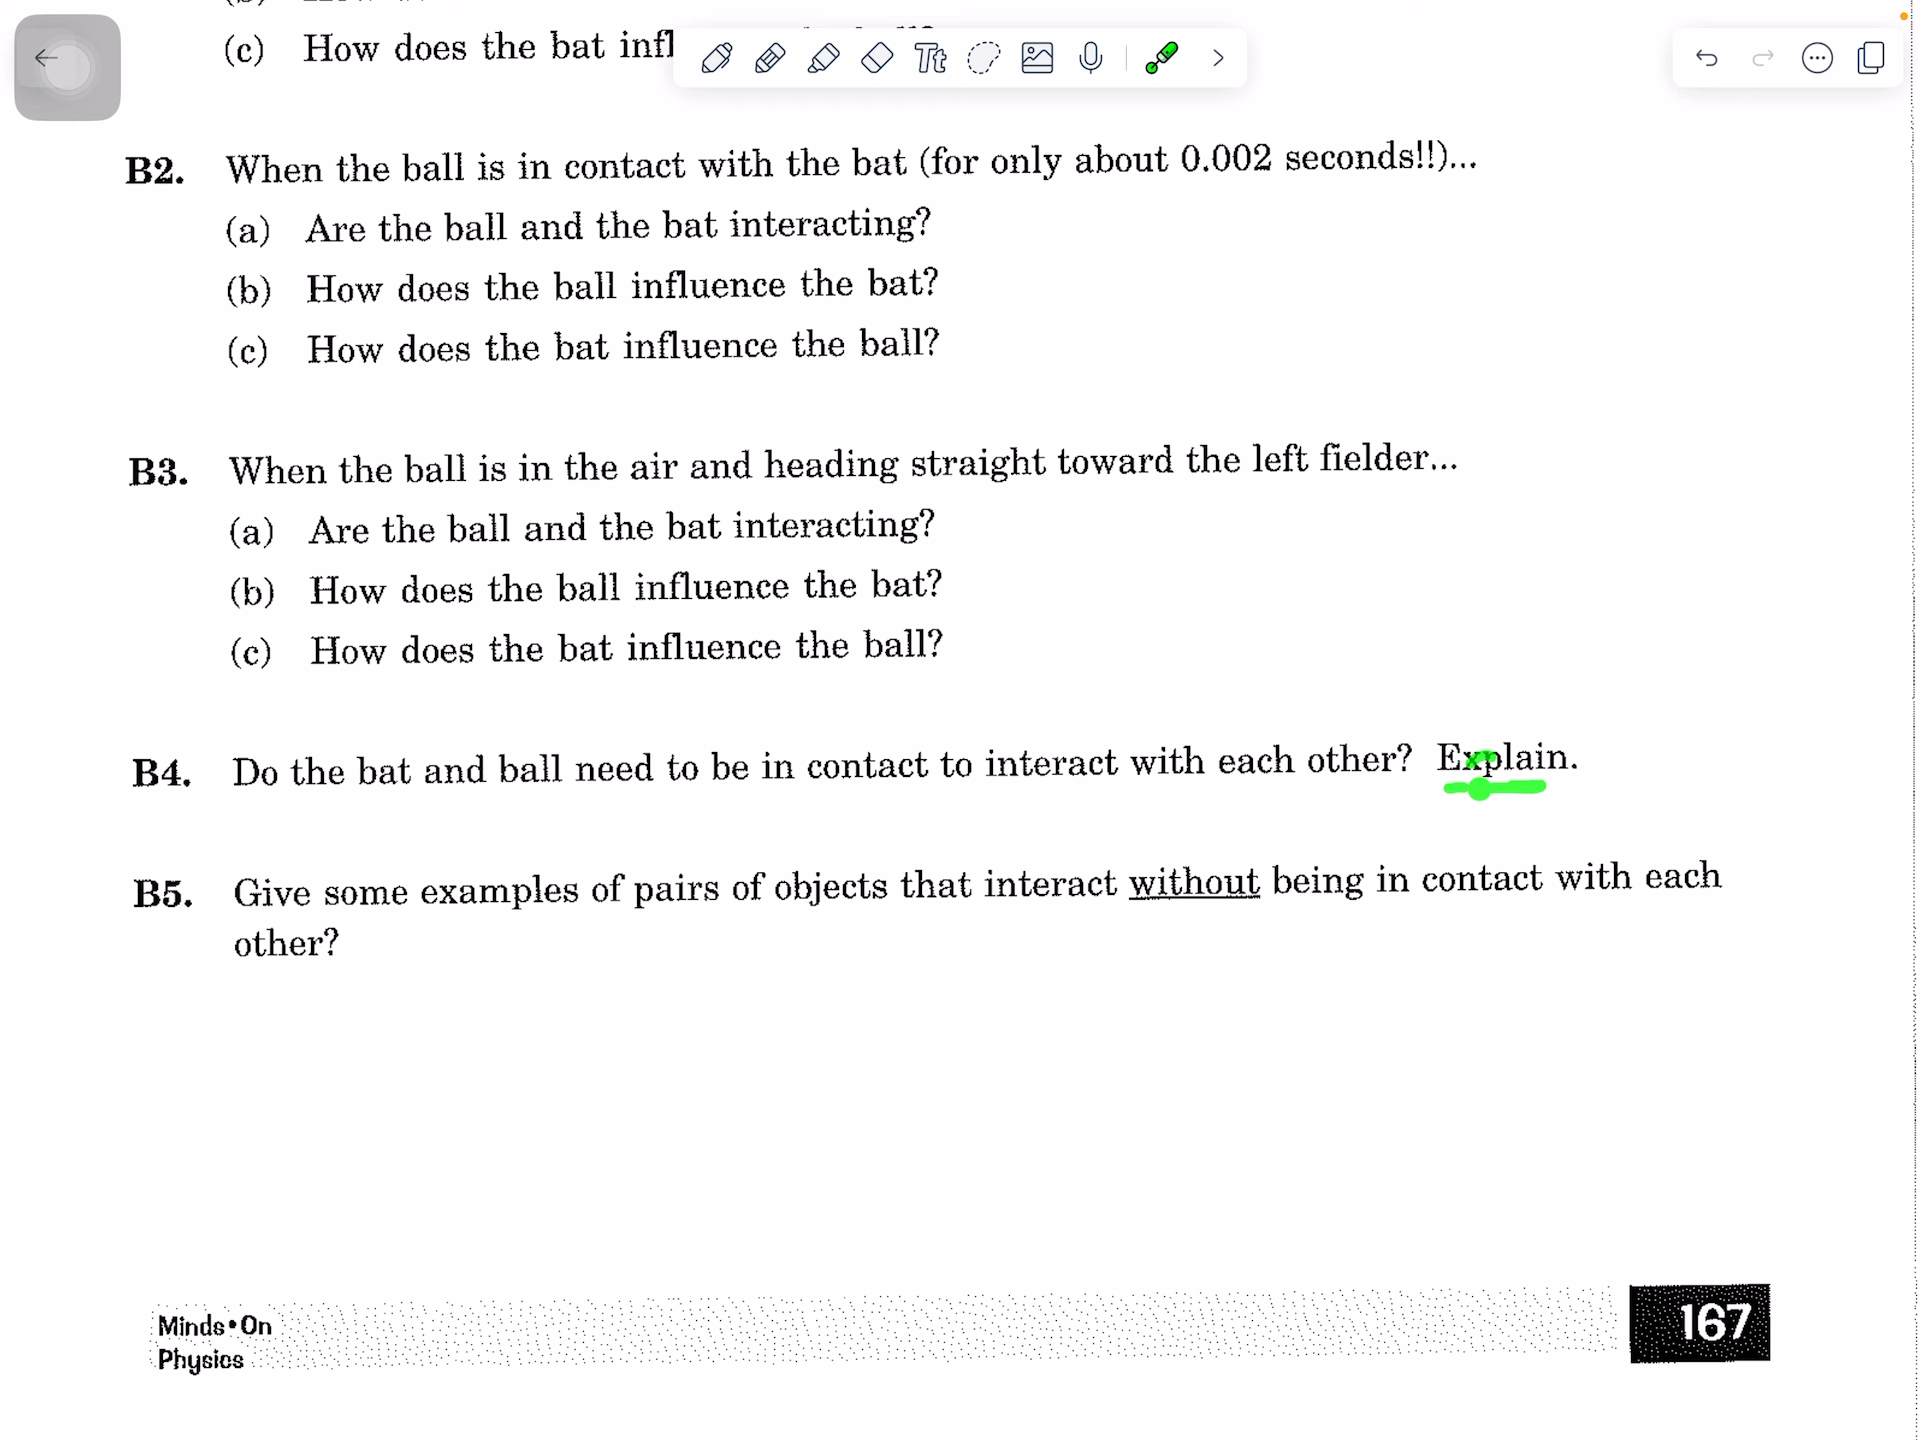 (c) How does the bat infl
Tt
B2. When the ball is in contact with the bat (for only about 0.002 seconds!!)...
(a) Are the ball and the bat interacting?
(b) How does the ball influence the bat?
(c) How does the bat influence the ball?
B3. When the ball is in the air and heading straight toward the left fielder...
(a) Are the ball and the bat interacting?
(b) How does the ball influence the bat?
(c) How does the bat influence the ball?
B4. Do the bat and ball need to be in contact to interact with each other? Explain.
B5. Give some examples of pairs of objects that interact without being in contact with each
other?
Minds•On
Physics
167